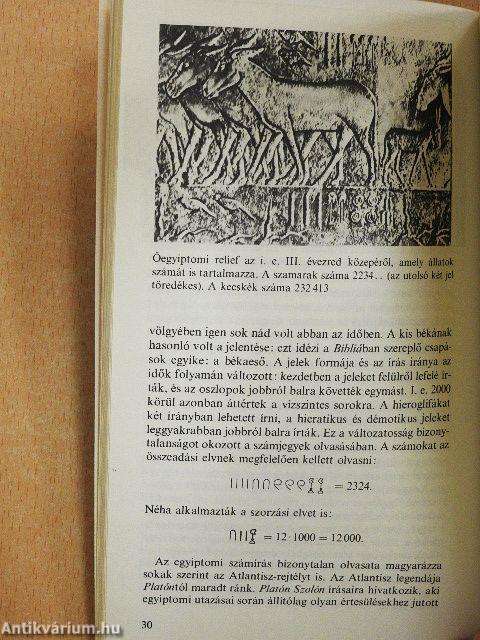 Óegyiptomi relief az i. e. III. évezred közepéről, amely állatok
számát is tartalmazza. A szamarak száma 2234.. (az utolsó két jel
töredékes). A kecskék száma 232 413
völgyében igen sok nád volt abban az időben. A kis békának
hasonló volt a jelentése: ezt idézi a Bibliában szereplő csapá-
sok egyike: a békaeső. A jelek formája és az írás iránya az
idők folyamán változott: kezdetben a jeleket felülről lefelé ír-
ták, és az oszlopok jobbról balra követték egymást. I. e. 2000
körül azonban áttértek a vízszintes sorokra. A hieroglifákat
két irányban lehetett írni, a hieratikus és démotikus jeleket
leggyakrabban jobbról balra írták. Ez a változatosság bizony-
talanságot okozott a számjegyek olvasásában. A számokat az
összeadási elvnek megfelelően kellett olvasni:
= 2324.
Néha alkalmazták a szorzási elvet is:
= 12·1000 = 12 000.
Az egyiptomi számírás bizonytalan olvasata magyarázza
sokak szerint az Atlantisz-rejtélyt is. Az Atlantisz legendája
Platóntól maradt ránk. Platón Szolón írásaira hivatkozik, aki
egyiptomi utazásai során állítólag olyan értesülésekhez jutott
30
Antikvárium.hu